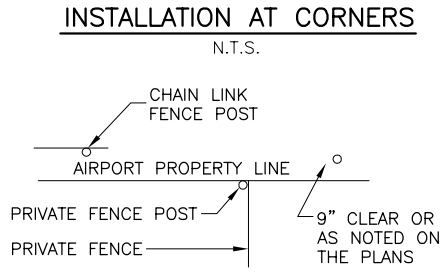 INSTALLATION AT CORNERS
N.T.S.
CHAIN LINK
FENCE POST
AIRPORT PROPERTY LINE
PRIVATE FENCE POST
PRIVATE FENCE
9" CLEAR OR
AS NOTED ON
THE PLANS